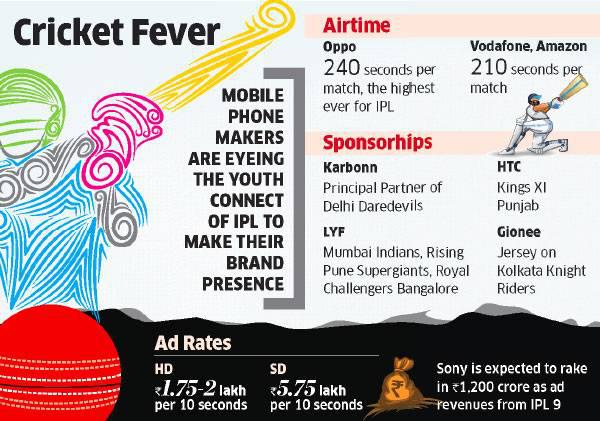 Cricket Fever
MOBILE
PHONE
MAKERS
ARE EYEING
THE YOUTH
CONNECT
OF IPL TO
MAKE THEIR
BRAND
PRESENCE
Airtime
Oppo
240 seconds per
match, the highest
ever for IPL
Vodafone, Amazon
210 seconds per
match
Sponsorhips
Karbonn
Principal Partner of
Delhi Daredevils
HTC
Kings XI
Punjab
LYF
Mumbai Indians, Rising
Pune Supergiants, Royal
Challengers Bangalore
Gionee
Jersey on
Kolkata Knight
Riders
Ad Rates
HD
₹1.75-2 lakh
per 10 seconds
SD
₹5.75 lakh
per 10 seconds
₹
Sony is expected to rake
in ₹1,200 crore as ad
revenues from IPL 9